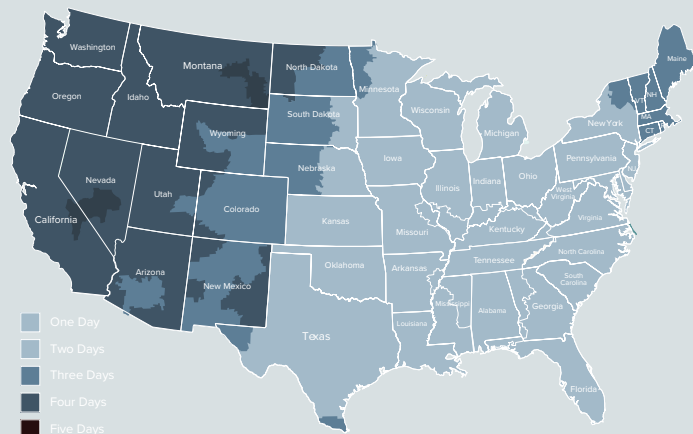 Washington
Oregon
Idaho
Montana
North Dakota
Minnesota
South Dakota
Wyoming
Wisconsin
Michigan
Maine
VT
NH
New York
MA
CT
Nevada
Utah
Colorado
Nebraska
Iowa
Illinois
Indiana
Ohio
Pennsylvania
NJ
West
Virginia
Virginia
California
Kansas
Missouri
Kentucky
Arizona
New Mexico
Oklahoma
Arkansas
Tennessee
North Carolina
South
Carolina
Mississippi
Alabama
Georgia
Louisiana
Texas
Florida
One Day
Two Days
Three Days
Four Days
Five Days